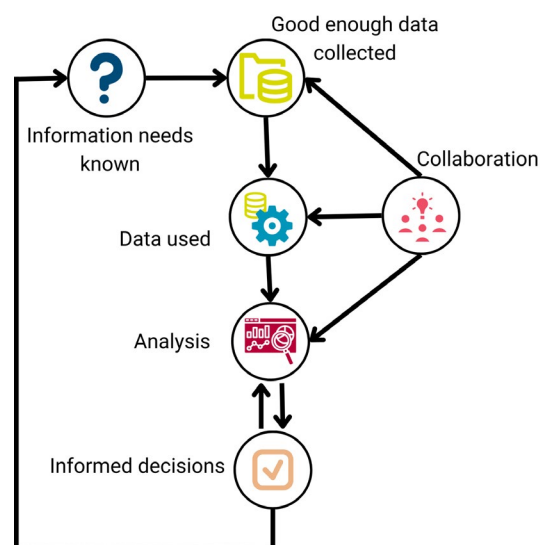 Good enough data
collected
Information needs
known
Collaboration
Data used
Analysis
Informed decisions